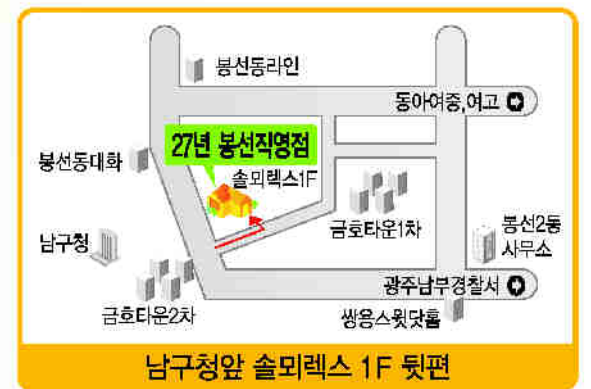 봉선동라인
동아여중,여고
27년 봉선직영점
솔뫼렉스1F
봉선동대화
금호타운1차
봉선2동
사무소
남구청
광주남부경찰서
금호타운2차
쌍용스윗닷홈
남구청앞 솔뫼렉스 1F 뒷편